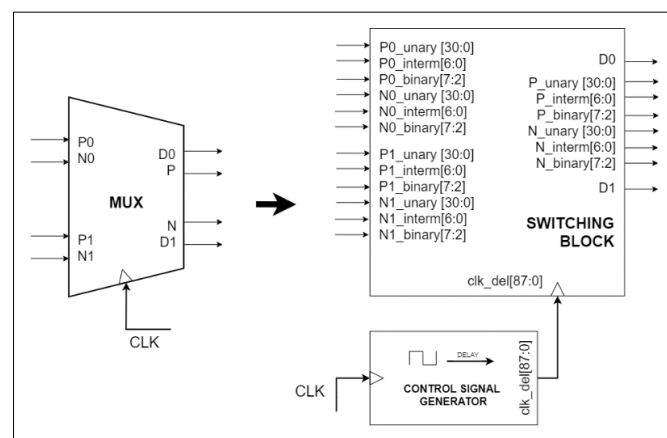 P0
N0
P1
N1
MUX
D0
P
N
D1
CLK
P0_unary [30:0]
P0_interm[6:0]
P0_binary[7:2]
N0_unary [30:0]
N0_interm[6:0]
N0_binary[7:2]
P1_unary [30:0]
P1_interm[6:0]
P1_binary[7:2]
N1_unary [30:0]
N1_interm[6:0]
N1_binary[7:2]
D0
P_unary [30:0]
P_interm[6:0]
P_binary[7:2]
N_unary [30:0]
N_interm[6:0]
N_binary[7:2]
D1
SWITCHING
BLOCK
clk_del[87:0]
CLK
DELAY
CONTROL SIGNAL
GENERATOR
clk_del[87:0]